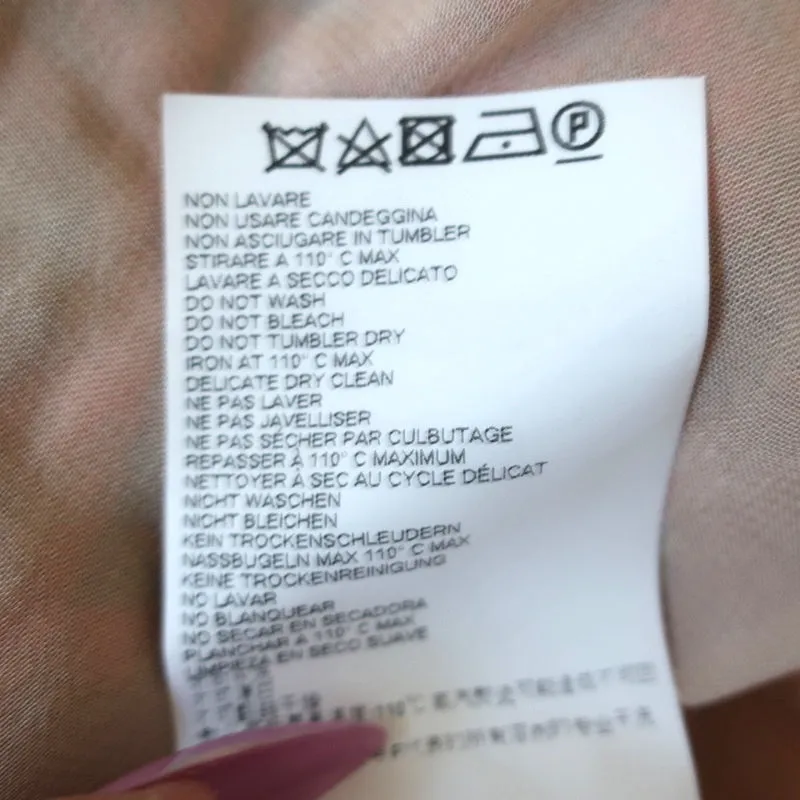 P
NON LAVARE
NON USARE CANDEGGINA
NON ASCIUGARE IN TUMBLER
STIRARE A 110° C MAX
LAVARE A SECCO DELICATO
DO NOT WASH
DO NOT BLEACH
DO NOT TUMBLER DRY
IRON AT 110° C MAX
DELICATE DRY CLEAN
NE PAS LAVER
NE PAS JAVELLISER
NE PAS SÉCHER PAR CULBUTAGE
REPASSER À 110° C MAXIMUM
NETTOYER À SEC AU CYCLE DÉLICAT
NICHT WASCHEN
NICHT BLEICHEN
KEIN TROCKENSCHLEUDERN
NASSBUGELN MAX 110° C MAX
KEINE TROCKENREINIGUNG
NO LAVAR
NO BLANQUEAR
NO SECAR EN SECADORA
PLANCHAR A 110° C MAX
LIMPIEZA EN SECO SUAVE
110°C